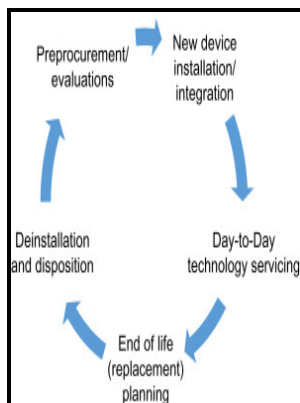 Preprocurement/
evaluations
New device
installation/
integration
Day-to-Day
technology servicing
End of life
(replacement)
planning
Deinstallation
and disposition